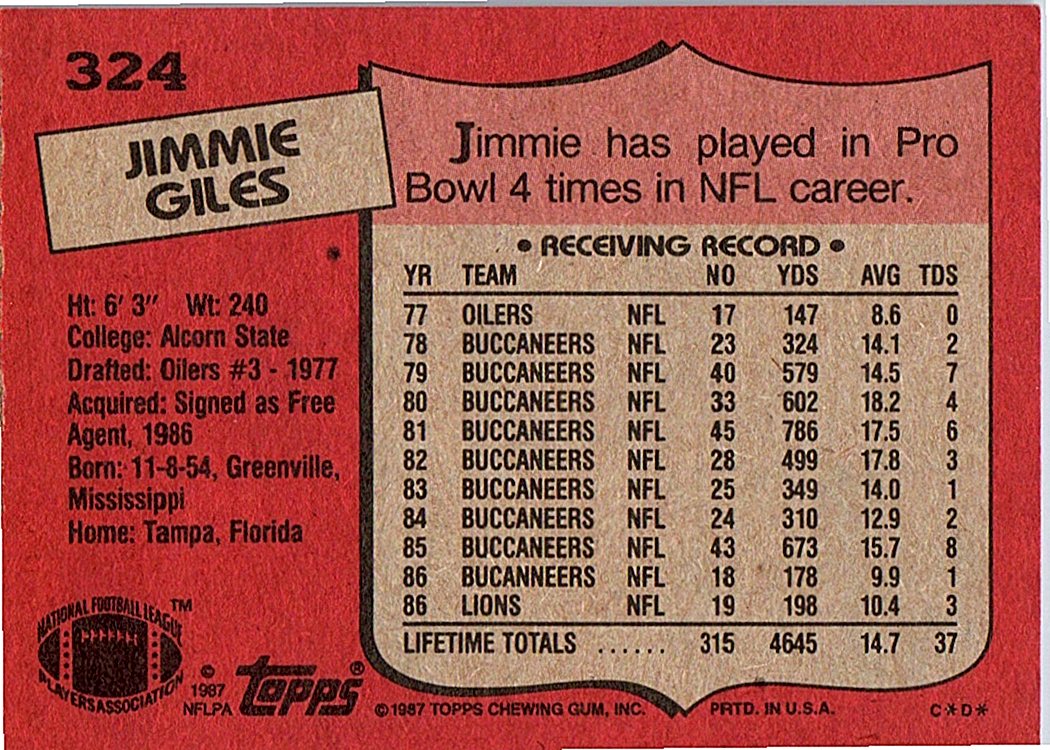 324
JIMMIE
GILES
Jimmie has played in Pro
Bowl 4 times in NFL career.
Ht: 6' 3" Wt: 240
College: Alcorn State
Drafted: Oilers #3 - 1977
Acquired: Signed as Free
Agent, 1986
Born: 11-8-54, Greenville,
Mississippi
Home: Tampa, Florida
• RECEIVING RECORD •
YR TEAM NO YDS AVG TDS
77 OILERS NFL 17 147 8.6 0
78 BUCCANEERS NFL 23 324 14.1 2
79 BUCCANEERS NFL 40 579 14.5 7
80 BUCCANEERS NFL 33 602 18.2 4
81 BUCCANEERS NFL 45 786 17.5 6
82 BUCCANEERS NFL 28 499 17.8 3
83 BUCCANEERS NFL 25 349 14.0 1
84 BUCCANEERS NFL 24 310 12.9 2
85 BUCCANEERS NFL 43 673 15.7 8
86 BUCANNEERS NFL 18 178 9.9 1
86 LIONS NFL 19 198 10.4 3
LIFETIME TOTALS ...... 315 4645 14.7 37
NATIONAL FOOTBALL LEAGUE™
PLAYERS ASSOCIATION
© 1987 NFLPA
topps®
© 1987 TOPPS CHEWING GUM, INC. PRTD. IN U.S.A. C*D*